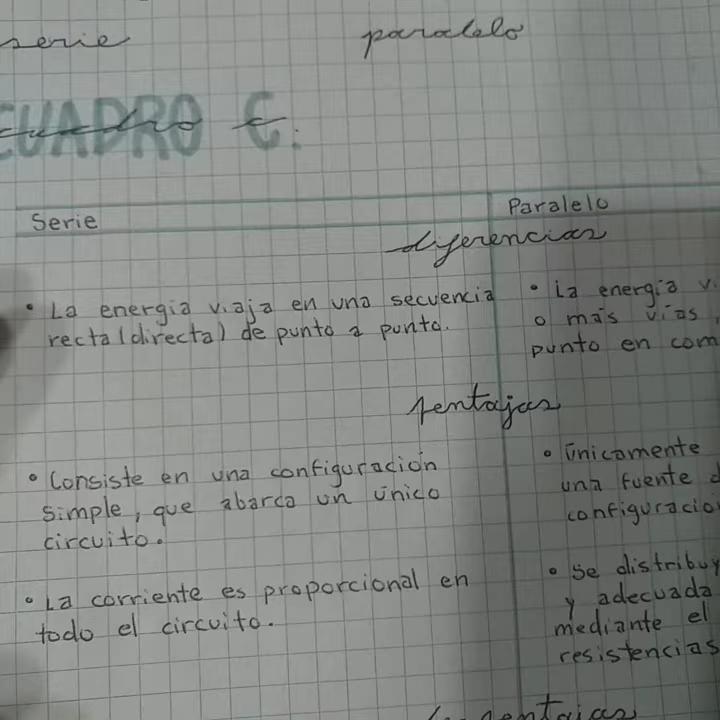 serie paralelo
CUADRO C.
Serie Paralelo
diferencias
• La energía viaja en una secuencia
recta (directa) de punto a punto.
• La energía
o más vías
punto en com
ventajas
• Consiste en una configuración
simple, que abarca un único
circuito.
• La corriente es proporcional en
todo el circuito.
• únicamente
una fuente
configuració
• Se distribuy
y adecuada
mediante el
resistencias